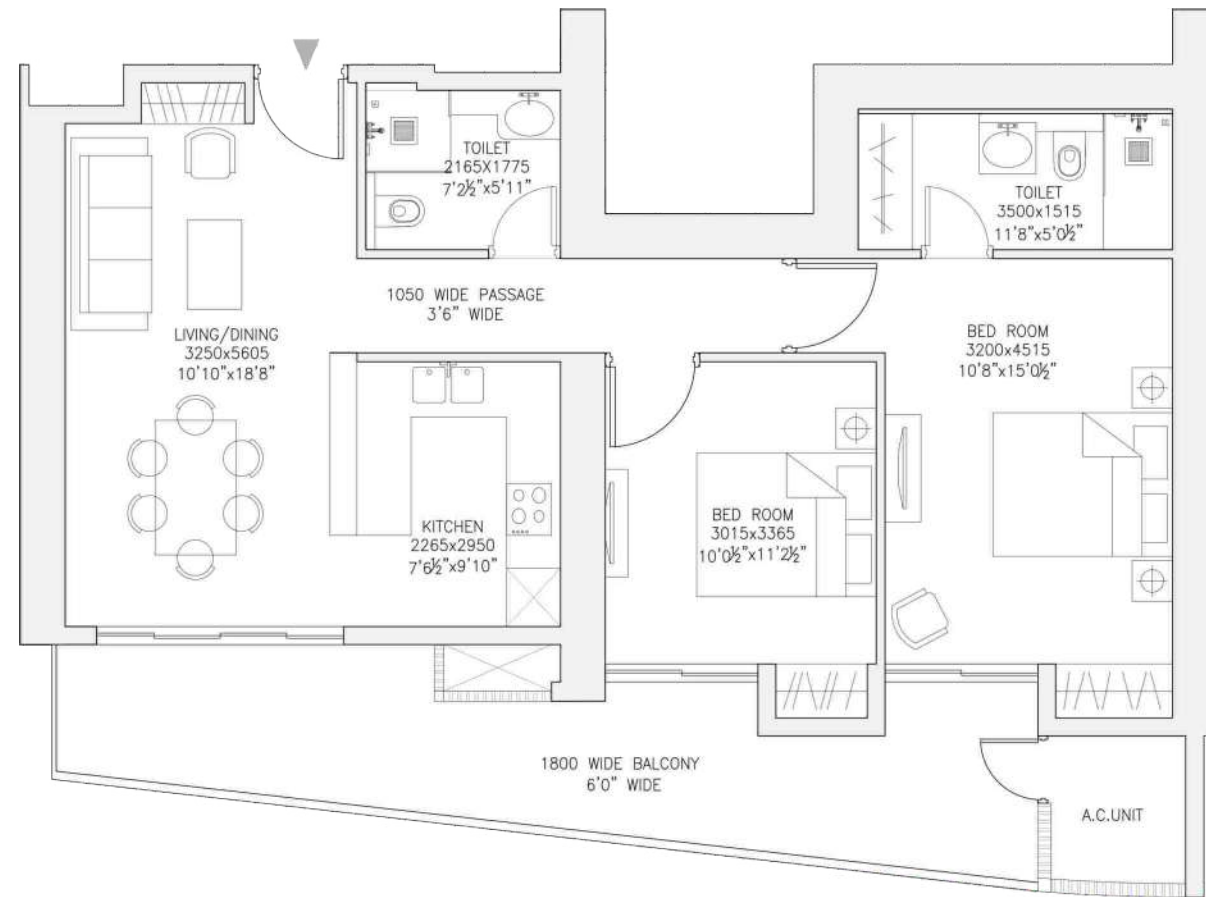 TOILET
2165X1775
7'2½"x5'11"
TOILET
3500x1515
11'8"x5'0½"
1050 WIDE PASSAGE
3'6" WIDE
LIVING/DINING
3250x5605
10'10"x18'8"
BED ROOM
3200x4515
10'8"x15'0½"
KITCHEN
2265x2950
7'6½"x9'10"
BED ROOM
3015x3365
10'0½"x11'2½"
1800 WIDE BALCONY
6'0" WIDE
A.C.UNIT